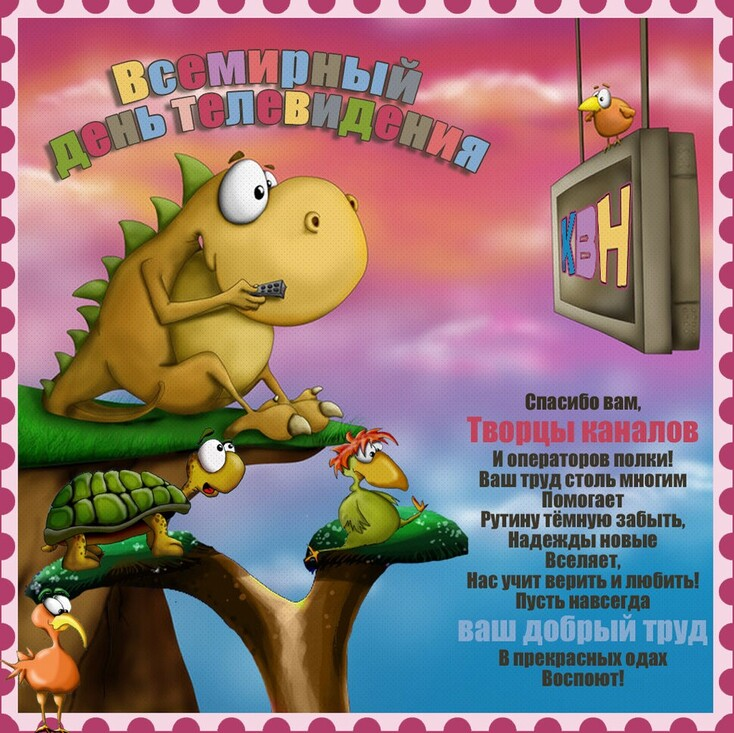 Всемирный
день телевидения
КВН
Спасибо вам,
Творцы каналов
И операторов полки!
Ваш труд столь многим
Помогает
Рутину тёмную забыть,
Надежды новые
Вселяет,
Нас учит верить и любить!
Пусть навсегда
ваш добрый труд
В прекрасных одах
Воспоют!